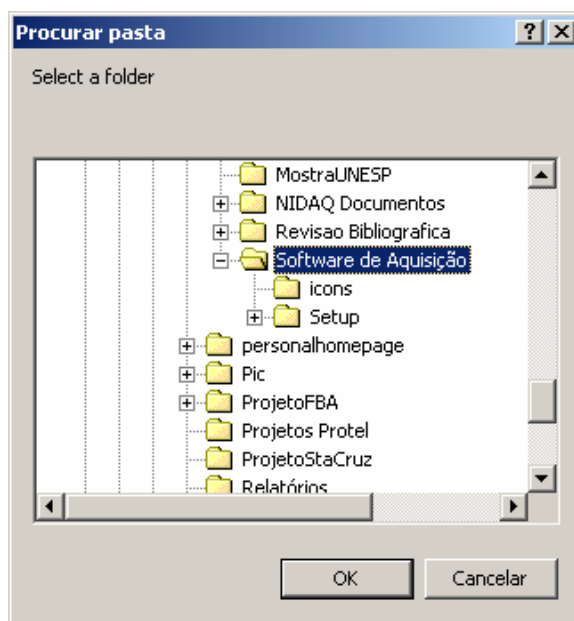 Procurar pasta
Select a folder
MostraUNESP
NIDAQ Documentos
Revisao Bibliografica
Software de Aquisição
icons
Setup
personalhomepage
Pic
ProjetoFBA
Projetos Protel
ProjetoStaCruz
Relatórios
OK Cancelar